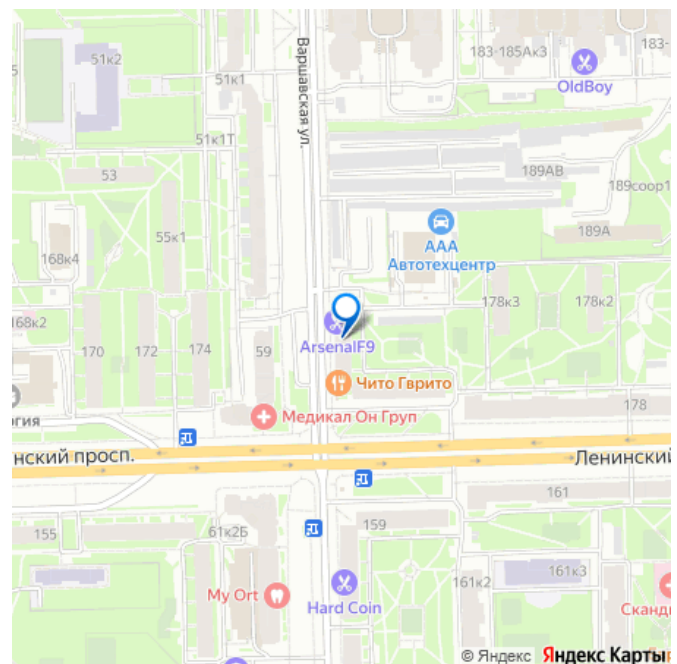 51к2
183-185Ак3
183-
OldBoy
51к1
Варшавская ул.
51к1Т
53
189АВ
189соор1
55к1
189А
168к4
ААА
Автотехцентр
178к3
178к2
168к2
170
172
174
59
ArsenalF9
Чито Гврито
178
Медикал Он Груп
огия
нский просп.
Ленинский
161
155
61к2Б
159
161к2
161к3
My Ort
Hard Coin
Сканд
© Яндекс Яндекс Карты